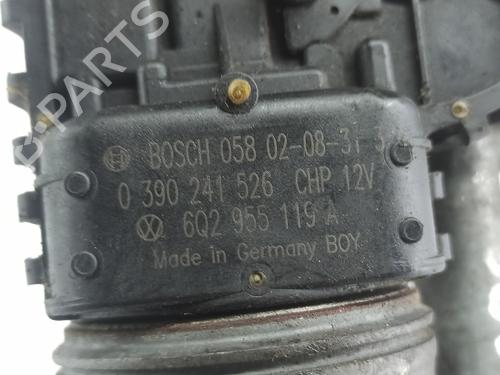 B-PARTS
BOSCH 058 02-08-31 3
0 390 241 526 CHP 12V
6Q2 955 119 A
Made in Germany BOY